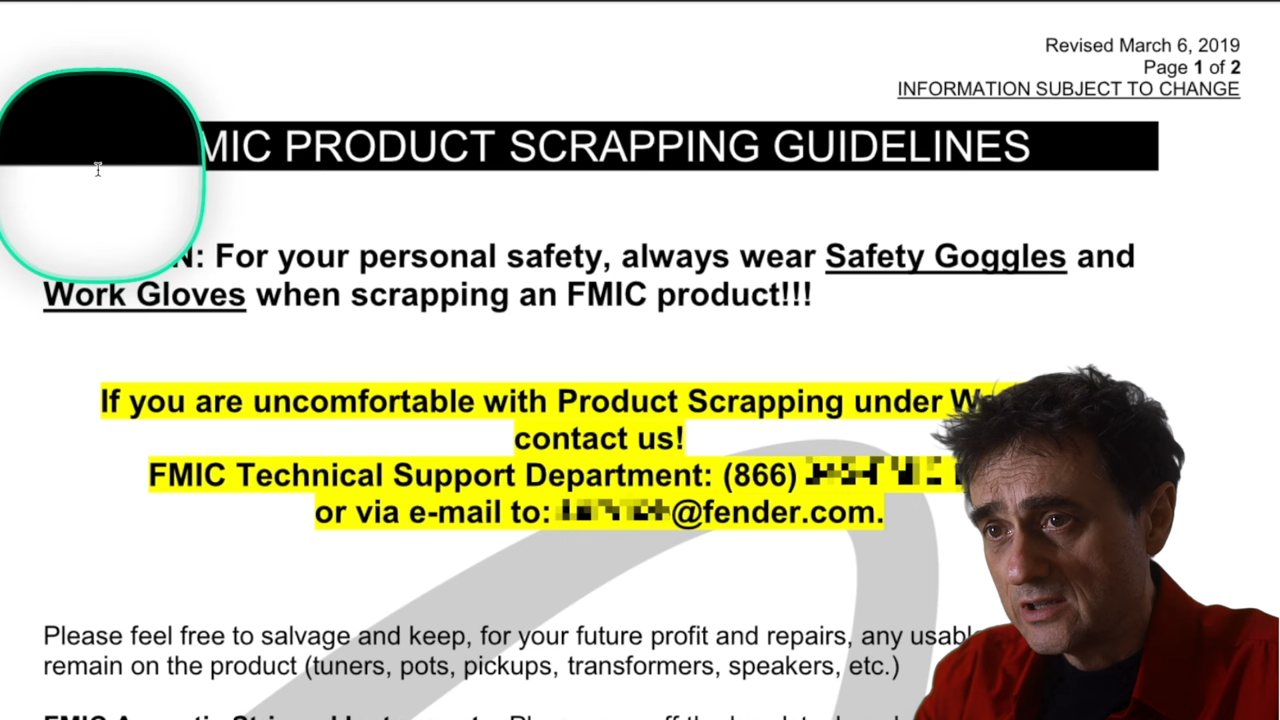 Revised March 6, 2019
Page 1 of 2
INFORMATION SUBJECT TO CHANGE
PRODUCT SCRAPPING GUIDELINES
For your personal safety, always wear Safety Goggles and
Work Gloves when scrapping an FMIC product!!!
If you are uncomfortable with Product Scrapping under
contact us!
FMIC Technical Support Department: (866)
or via e-mail to: @fender.com.
Please feel free to salvage and keep, for your future profit and repairs, any
remain on the product (tuners, pots, pickups, transformers, speakers, etc.)